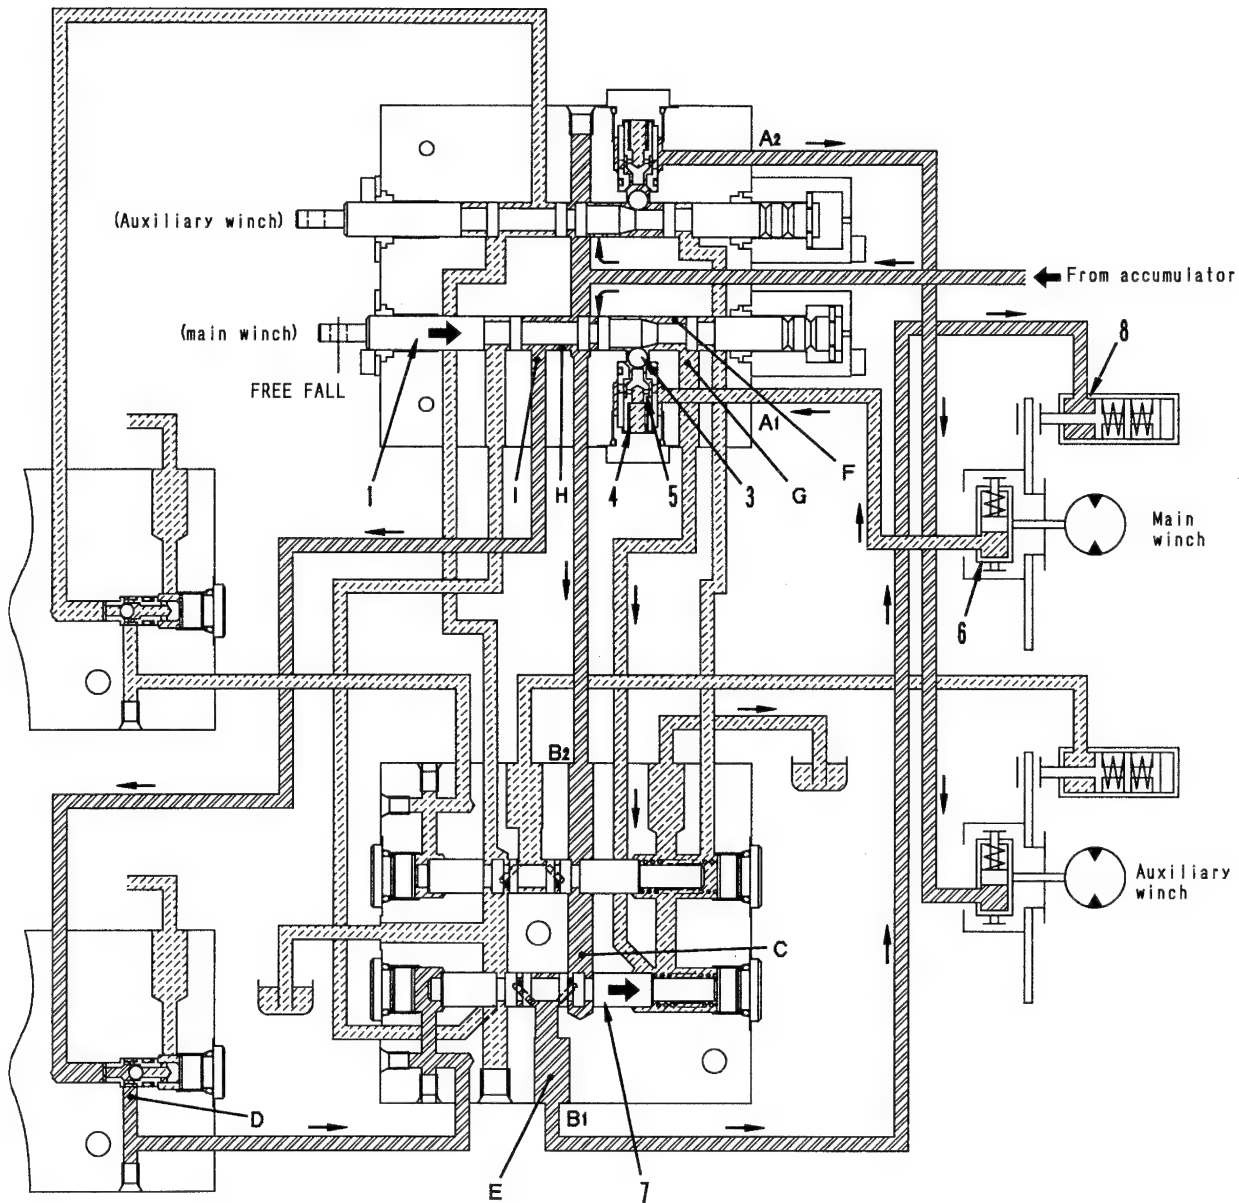 A2
(Auxiliary winch)
From accumulator
(main winch)
8
FREE FALL
A1
F
1
I
H
4
5
3
G
Main
winch
6
B2
Auxiliary
winch
C
D
B1
E
7